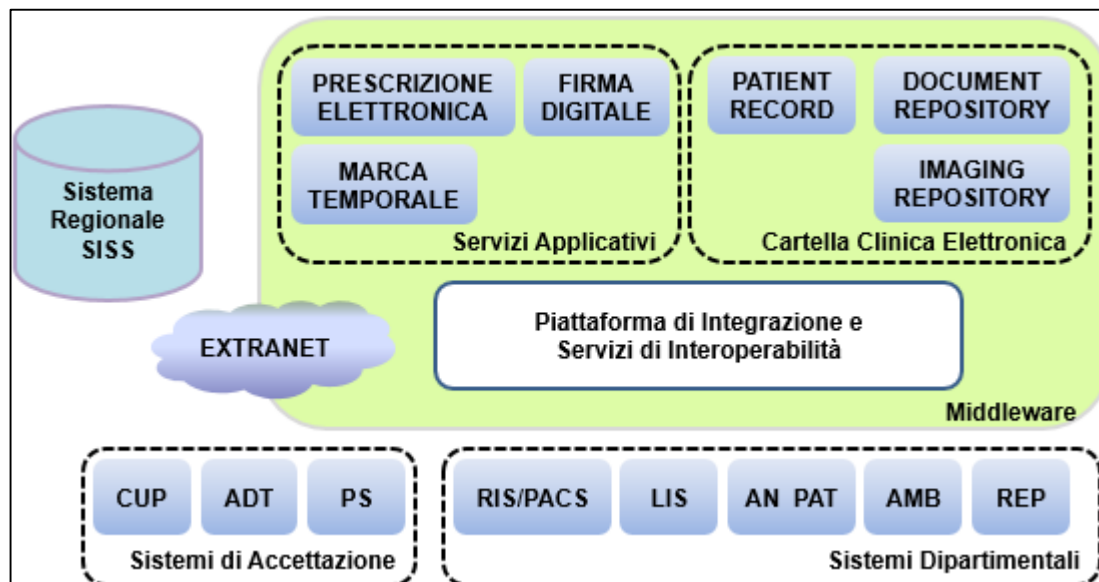 PRESCRIZIONE
ELETTRONICA
FIRMA
DIGITALE
MARCA
TEMPORALE
Servizi Applicativi
PATIENT
RECORD
DOCUMENT
REPOSITORY
IMAGING
REPOSITORY
Cartella Clinica Elettronica
Sistema
Regionale
SISS
EXTRANET
Piattaforma di Integrazione e
Servizi di Interoperabilità
Middleware
CUP
ADT
PS
Sistemi di Accettazione
RIS/PACS
LIS
AN PAT
AMB
REP
Sistemi Dipartimentali